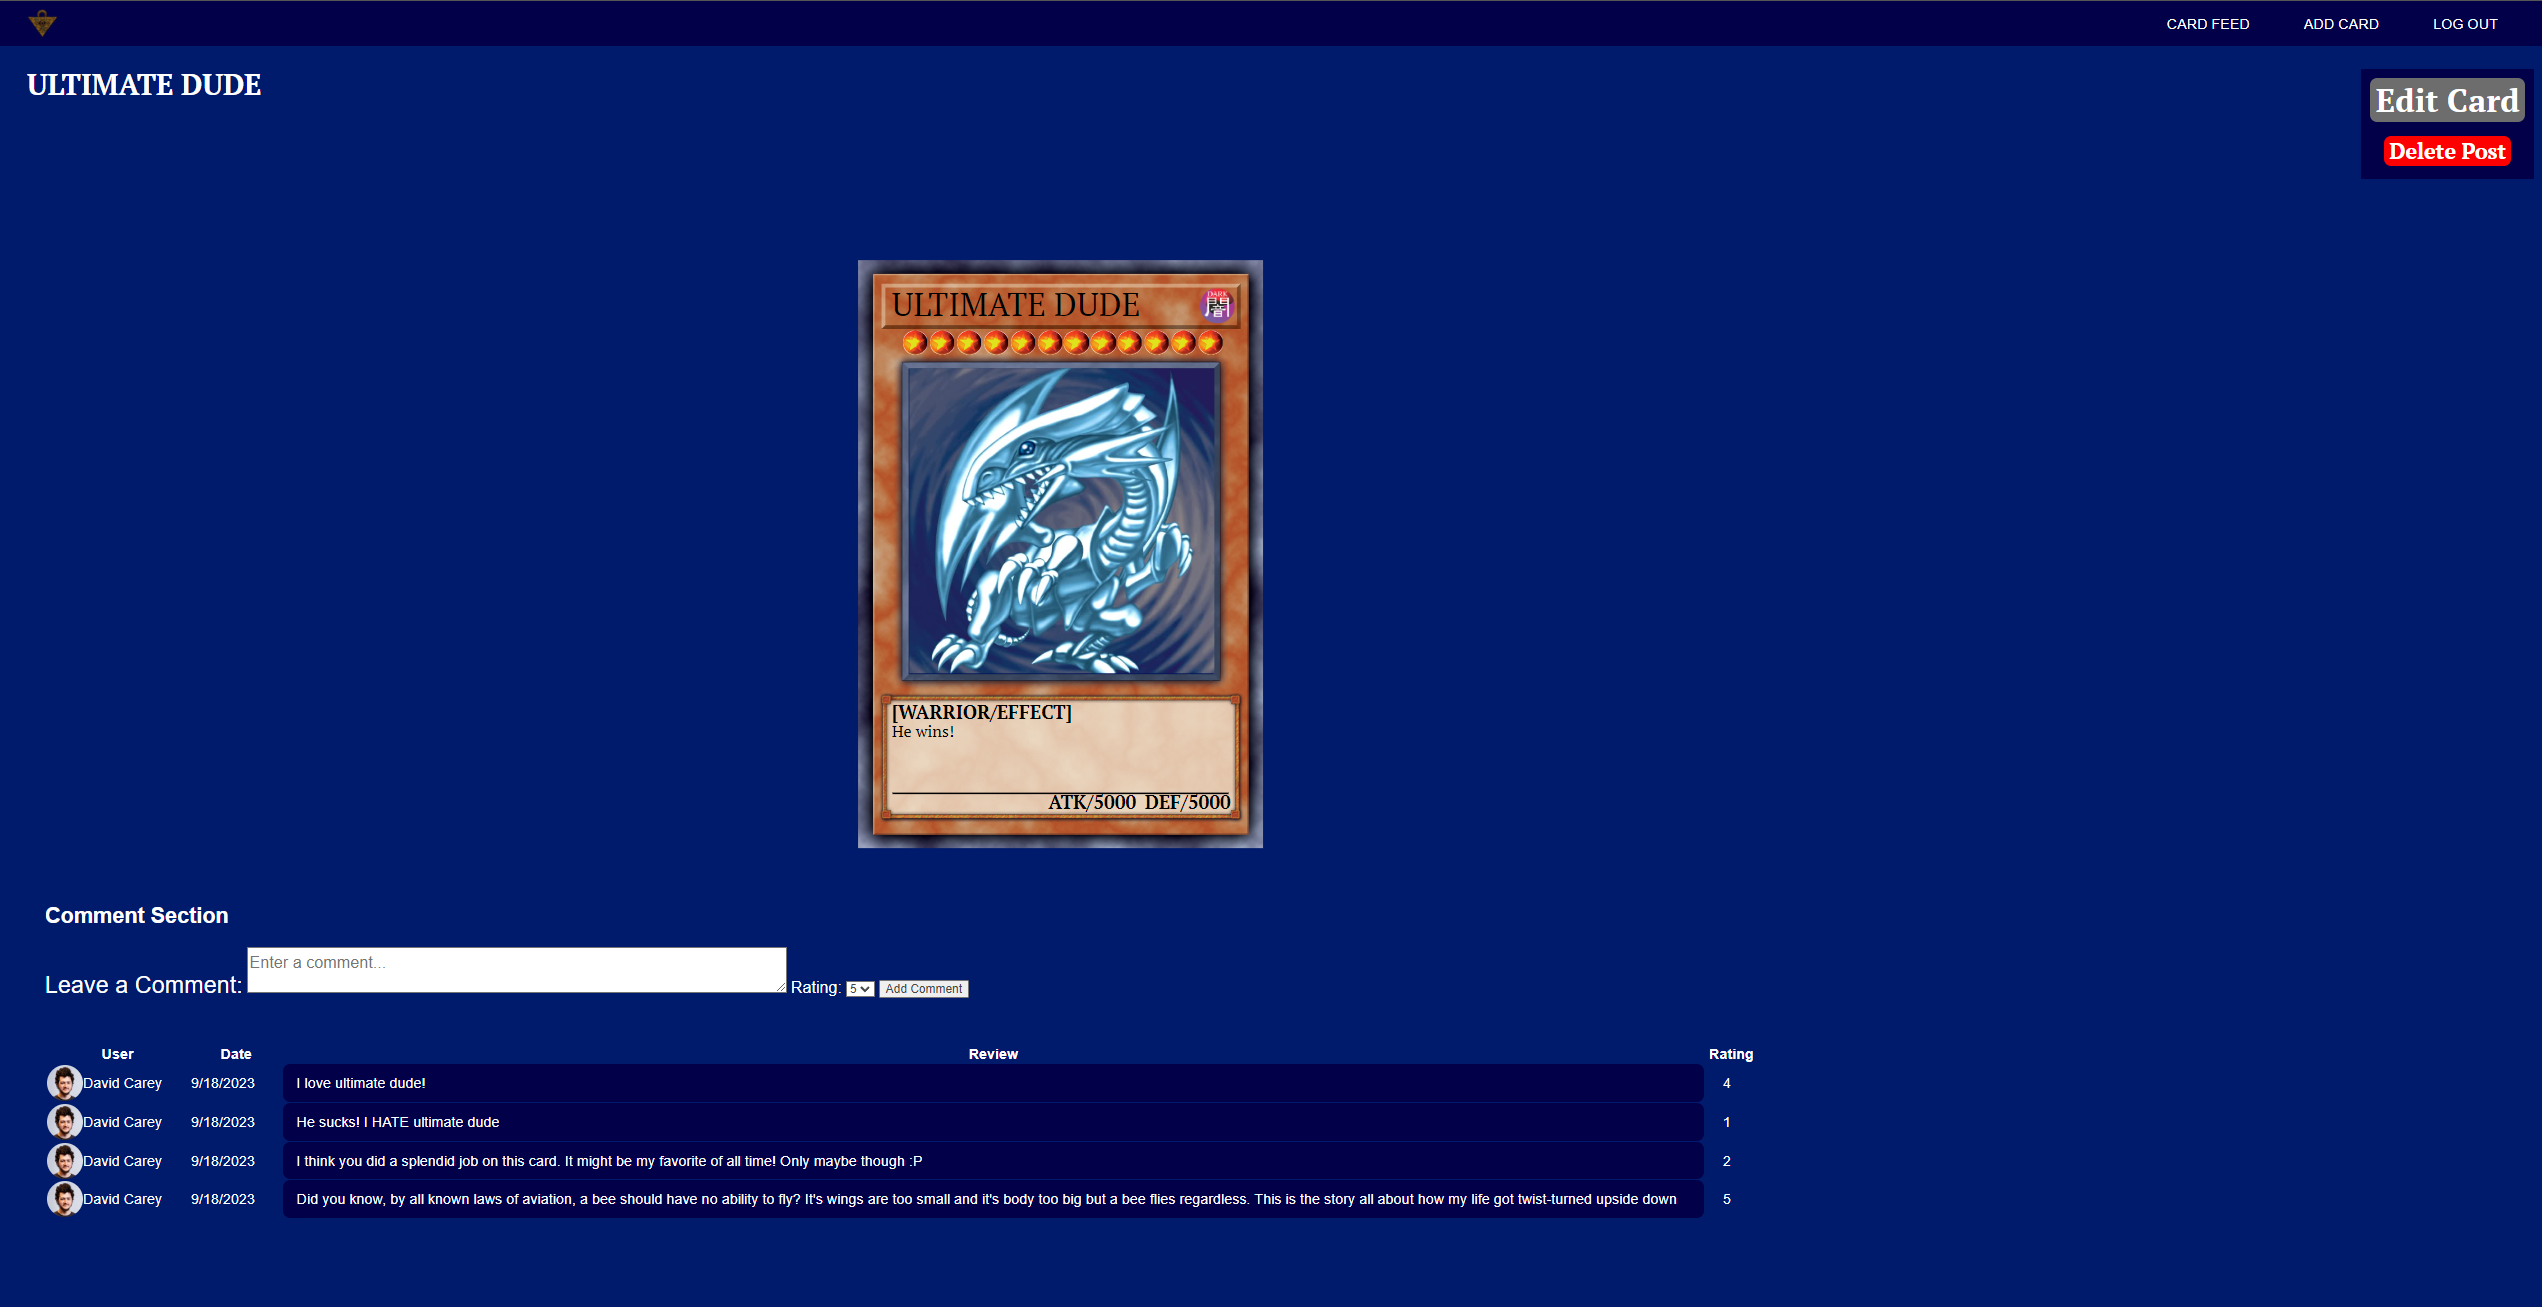 CARD FEED ADD CARD LOG OUT
ULTIMATE DUDE
Edit Card
Delete Post
ULTIMATE DUDE
DARK
闇
[WARRIOR/EFFECT]
He wins!
ATK/5000 DEF/5000
Comment Section
Leave a Comment: Enter a comment... Rating: 5 Add Comment
User Date Review Rating
David Carey 9/18/2023 I love ultimate dude! 4
David Carey 9/18/2023 He sucks! I HATE ultimate dude 1
David Carey 9/18/2023 I think you did a splendid job on this card. It might be my favorite of all time! Only maybe though :P 2
David Carey 9/18/2023 Did you know, by all known laws of aviation, a bee should have no ability to fly? It's wings are too small and it's body too big but a bee flies regardless. This is the story all about how my life got twist-turned upside down 5